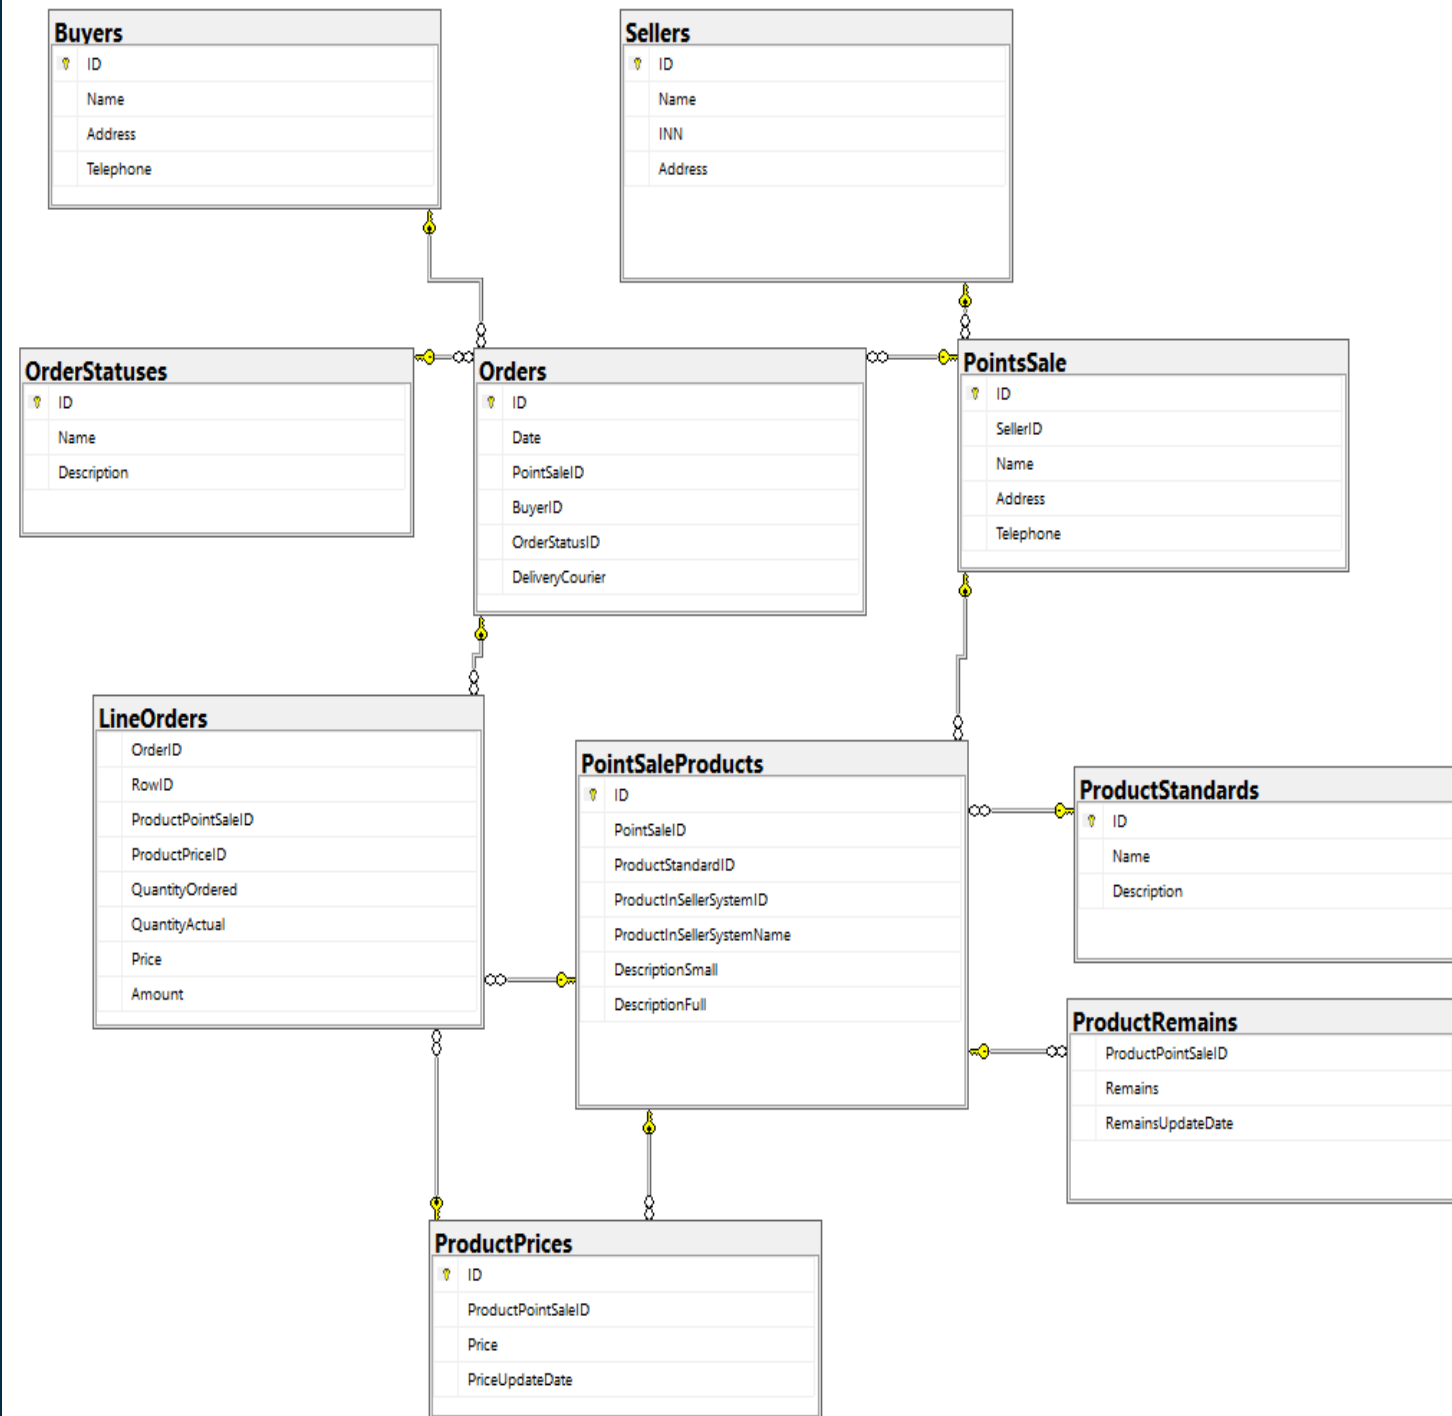 Buyers
ID
Name
Address
Telephone
Sellers
ID
Name
INN
Address
OrderStatuses
ID
Name
Description
Orders
ID
Date
PointSaleID
BuyerID
OrderStatusID
DeliveryCourier
PointsSale
ID
SellerID
Name
Address
Telephone
LineOrders
OrderID
RowID
ProductPointSaleID
ProductPriceID
QuantityOrdered
QuantityActual
Price
Amount
PointSaleProducts
ID
PointSaleID
ProductStandardID
ProductInSellerSystemID
ProductInSellerSystemName
DescriptionSmall
DescriptionFull
ProductStandards
ID
Name
Description
ProductRemains
ProductPointSaleID
Remains
RemainsUpdateDate
ProductPrices
ID
ProductPointSaleID
Price
PriceUpdateDate